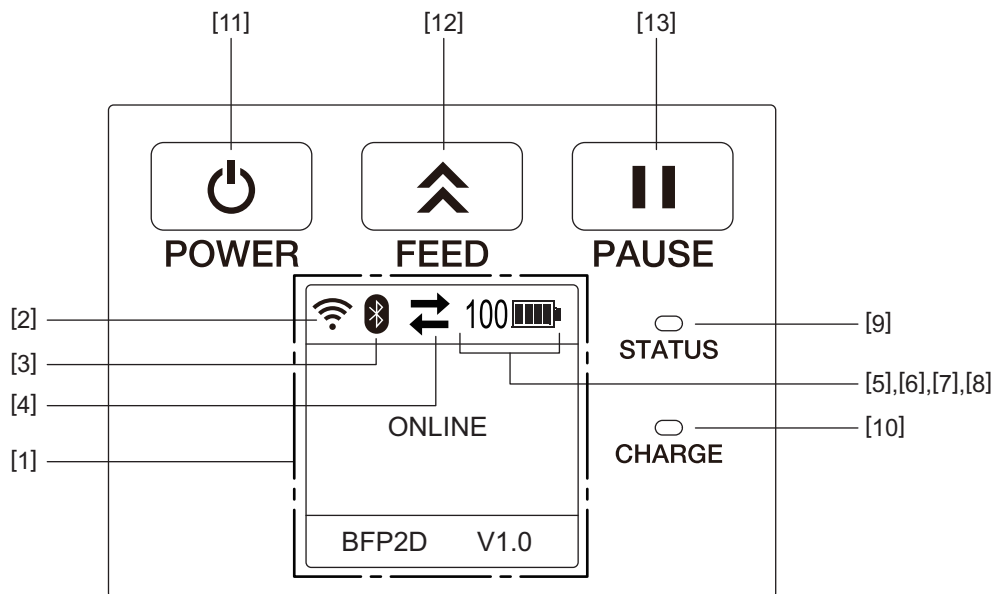 [11] [12] [13]
POWER FEED PAUSE
[2] 100 [9]
STATUS
[3]
[5],[6],[7],[8]
[4]
ONLINE [10]
CHARGE
[1]
BFP2D V1.0